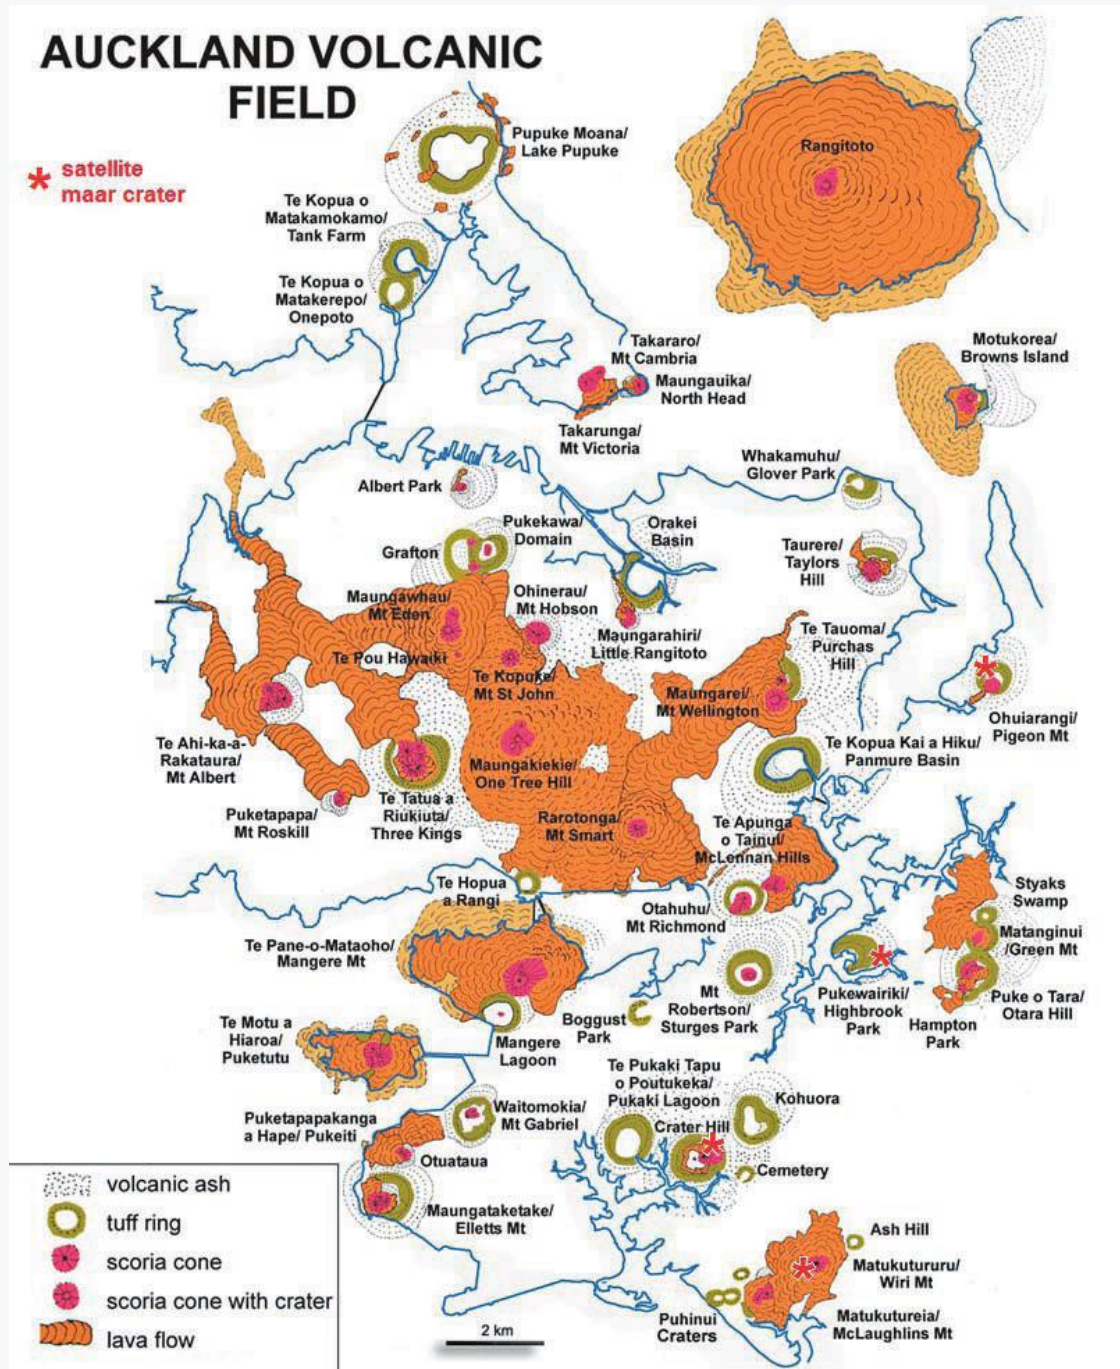 AUCKLAND VOLCANIC
FIELD
* satellite
maar crater
Pupuke Moana/
Lake Pupuke
Rangitoto
Te Kopua o
Matakamokamo/
Tank Farm
Te Kopua o
Matakerepo/
Onepoto
Takararo/
Mt Cambria
Maungauika/
North Head
Takarunga/
Mt Victoria
Motukorea/
Browns Island
Whakamuhu/
Glover Park
Albert Park
Pukekawa/
Domain
Orakei
Basin
Grafton
Taurere/
Taylors
Hill
Maungawhau/
Mt Eden
Ohinerau/
Mt Hobson
Maungarahiri/
Little Rangitoto
Te Tauoma/
Purchas
Hill
Te Pou Hawaiki
Te Kopuke/
Mt St John
Maungarei/
Mt Wellington
Ohuiarangi/
Pigeon Mt
Te Ahi-ka-a-
Rakataura/
Mt Albert
Maungakiekie/
One Tree Hill
Te Kopua Kai a Hiku/
Panmure Basin
Puketapapa/
Mt Roskill
Te Tatua a
Riukiuta/
Three Kings
Rarotonga/
Mt Smart
Te Apunga
o Tainui/
McLennan Hills
Te Hopua
a Rangi
Otahuhu/
Mt Richmond
Styaks
Swamp
Matanginui
/Green Mt
Te Pane-o-Mataoho/
Mangere Mt
Mt
Robertson/
Sturges Park
Pukewairiki/
Highbrook
Park
Puke o Tara/
Otara Hill
Hampton
Park
Te Motu a
Hiaroa/
Puketutu
Mangere
Lagoon
Boggust
Park
Te Pukaki Tapu
o Poutukeka/
Pukaki Lagoon
Kohuora
Waitomokia/
Mt Gabriel
Crater Hill
Puketapapakanga
a Hape/ Pukeiti
Otuataua
Cemetery
Maungataketake/
Elletts Mt
Ash Hill
Matukutururu/
Wiri Mt
Puhinui
Craters
Matukutureia/
McLaughlins Mt
volcanic ash
tuff ring
scoria cone
scoria cone with crater
lava flow
2 km